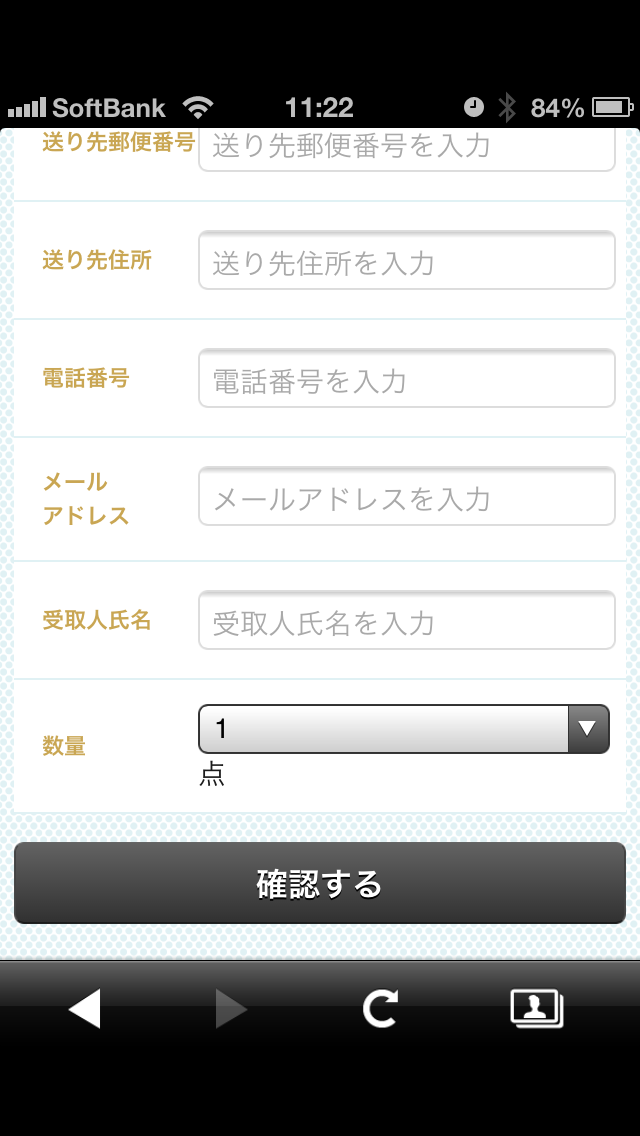 SoftBank 11:22 84%
送り先郵便番号 送り先郵便番号を入力
送り先住所 送り先住所を入力
電話番号 電話番号を入力
メール
アドレス メールアドレスを入力
受取人氏名 受取人氏名を入力
数量 1
点
確認する